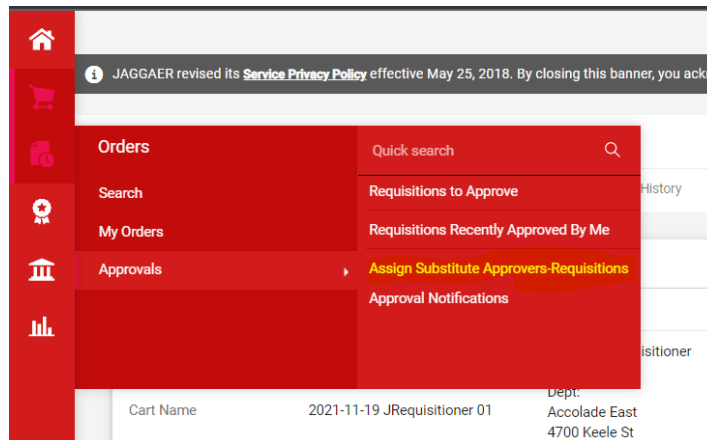 JAGGAER revised its Service Privacy Policy effective May 25, 2018. By closing this banner, you
Orders
Quick search
Search
Requisitions to Approve
History
My Orders
Requisitions Recently Approved By Me
Approvals
Assign Substitute Approvers-Requisitions
Approval Notifications
isitioner
Dept:
Cart Name
2021-11-19 JRequisitioner 01
Accolade East
4700 Keele St